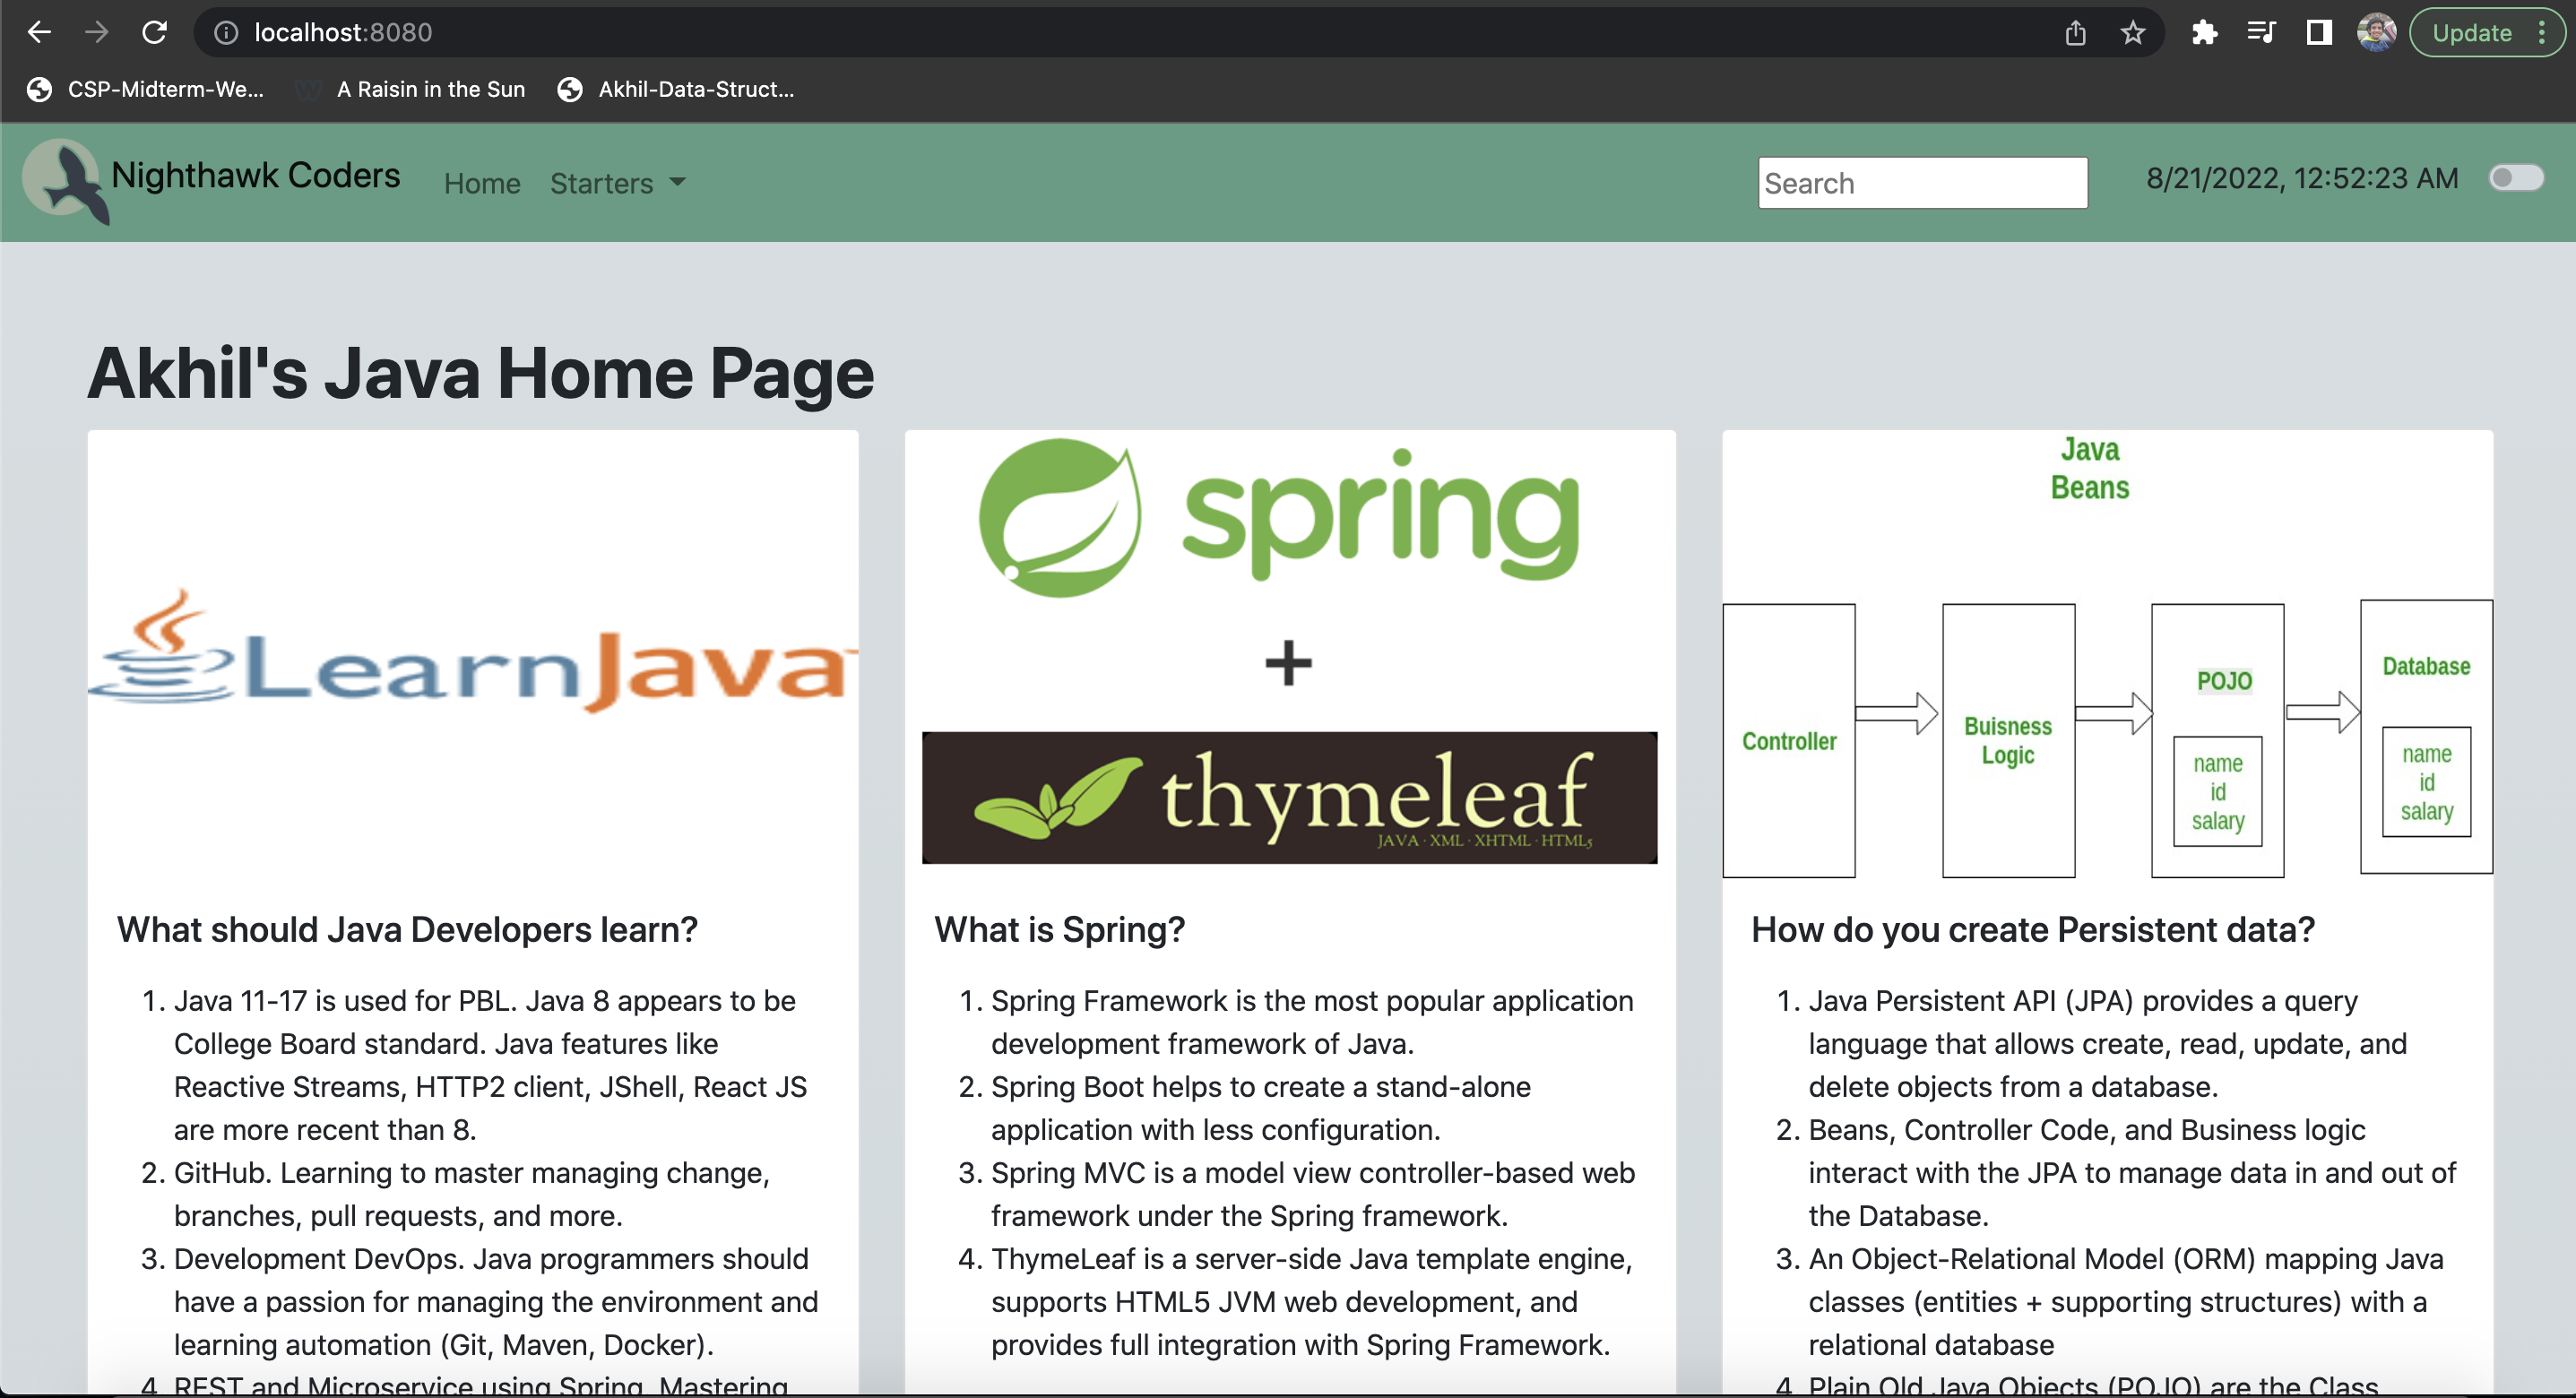 localhost:8080
Update
CSP-Midterm-We...
A Raisin in the Sun
Akhil-Data-Struct...
Nighthawk Coders
Home
Starters
Search
8/21/2022, 12:52:23 AM
Akhil's Java Home Page
LearnJava
What should Java Developers learn?
1. Java 11-17 is used for PBL. Java 8 appears to be
College Board standard. Java features like
Reactive Streams, HTTP2 client, JShell, React JS
are more recent than 8.
2. GitHub. Learning to master managing change,
branches, pull requests, and more.
3. Development DevOps. Java programmers should
have a passion for managing the environment and
learning automation (Git, Maven, Docker).
4. REST and Microservice using Spring. Mastering
spring
+
thymeleaf
JAVA · XML · XHTML · HTML5
What is Spring?
1. Spring Framework is the most popular application
development framework of Java.
2. Spring Boot helps to create a stand-alone
application with less configuration.
3. Spring MVC is a model view controller-based web
framework under the Spring framework.
4. ThymeLeaf is a server-side Java template engine,
supports HTML5 JVM web development, and
provides full integration with Spring Framework.
Java
Beans
Controller
Buisness
Logic
POJO
name
id
salary
Database
name
id
salary
How do you create Persistent data?
1. Java Persistent API (JPA) provides a query
language that allows create, read, update, and
delete objects from a database.
2. Beans, Controller Code, and Business logic
interact with the JPA to manage data in and out of
the Database.
3. An Object-Relational Model (ORM) mapping Java
classes (entities + supporting structures) with a
relational database
4. Plain Old Java Objects (POJO) are the Class